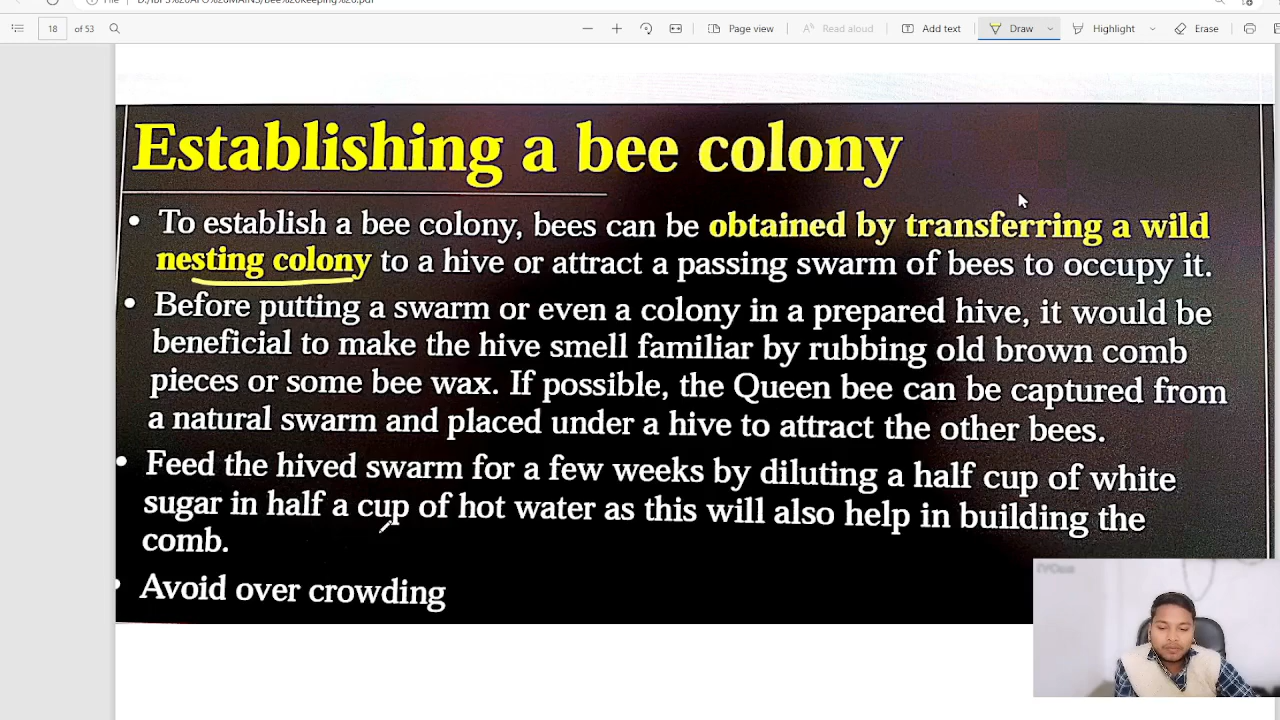 File
18
of 53
Page view
Read aloud
Add text
Draw
Highlight
Erase
Establishing a bee colony
• To establish a bee colony, bees can be obtained by transferring a wild
nesting colony to a hive or attract a passing swarm of bees to occupy it.
• Before putting a swarm or even a colony in a prepared hive, it would be
beneficial to make the hive smell familiar by rubbing old brown comb
pieces or some bee wax. If possible, the Queen bee can be captured from
a natural swarm and placed under a hive to attract the other bees.
• Feed the hived swarm for a few weeks by diluting a half cup of white
sugar in half a cup of hot water as this will also help in building the
comb.
• Avoid over crowding